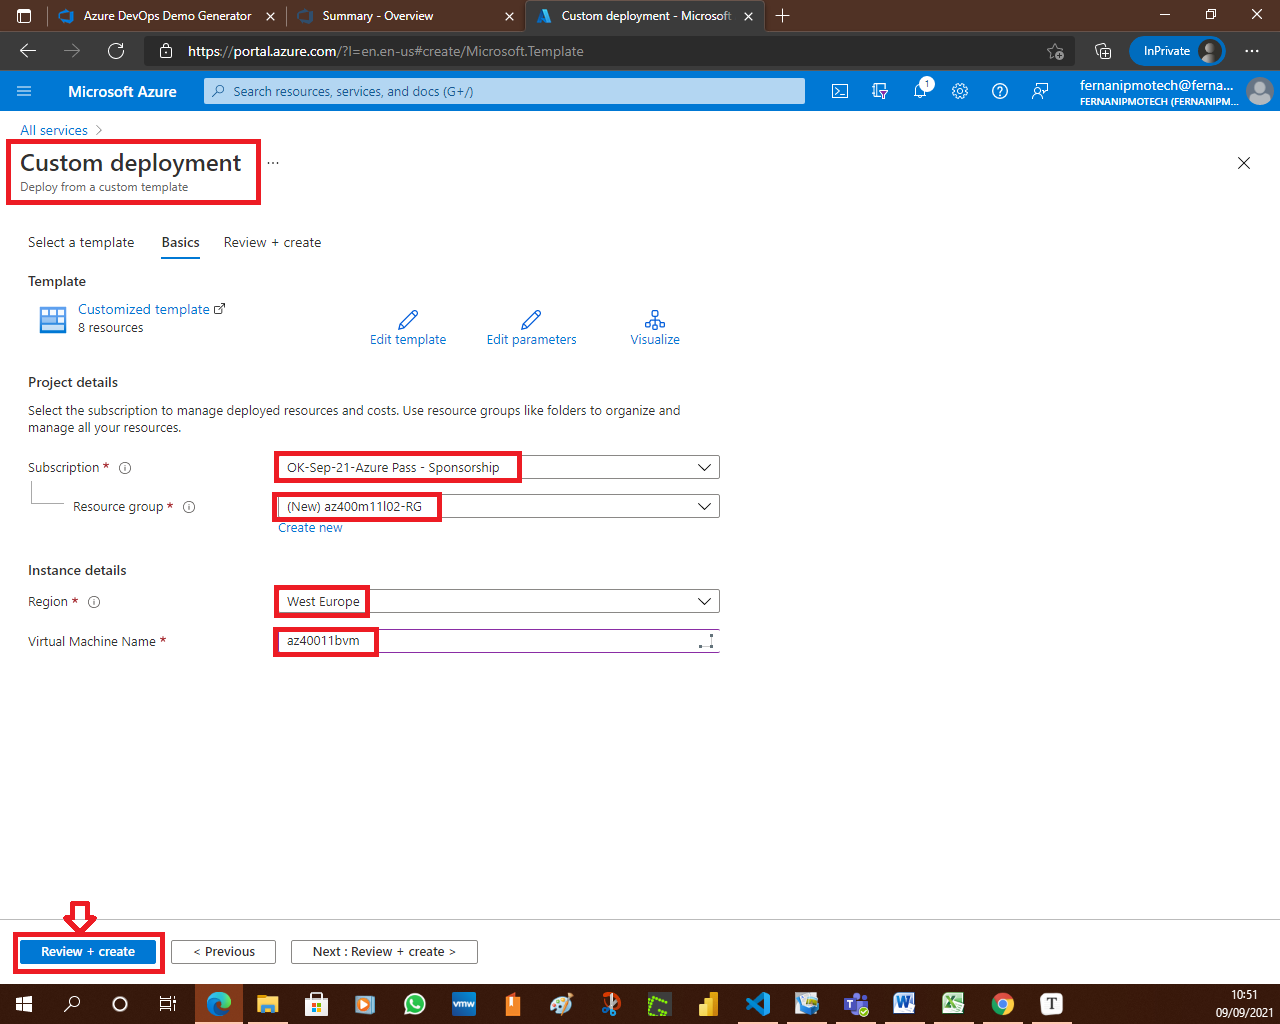 Azure DevOps Demo Generator
Summary - Overview
Custom deployment - Microsoft
https://portal.azure.com/?l=en.en-us#create/Microsoft.Template
InPrivate
Microsoft Azure
Search resources, services, and docs (G+/)
1
fernanipmotech@ferna...
FERNANIPMOTECH (FERNANIPM...
All services >
Custom deployment ...
Deploy from a custom template
Select a template
Basics
Review + create
Template
Customized template
8 resources
Edit template
Edit parameters
Visualize
Project details
Select the subscription to manage deployed resources and costs. Use resource groups like folders to organize and
manage all your resources.
Subscription *
OK-Sep-21-Azure Pass - Sponsorship
Resource group *
(New) az400m11l02-RG
Create new
Instance details
Region *
West Europe
Virtual Machine Name *
az40011bvm
Review + create
< Previous
Next : Review + create >
vmw
T
10:51
09/09/2021